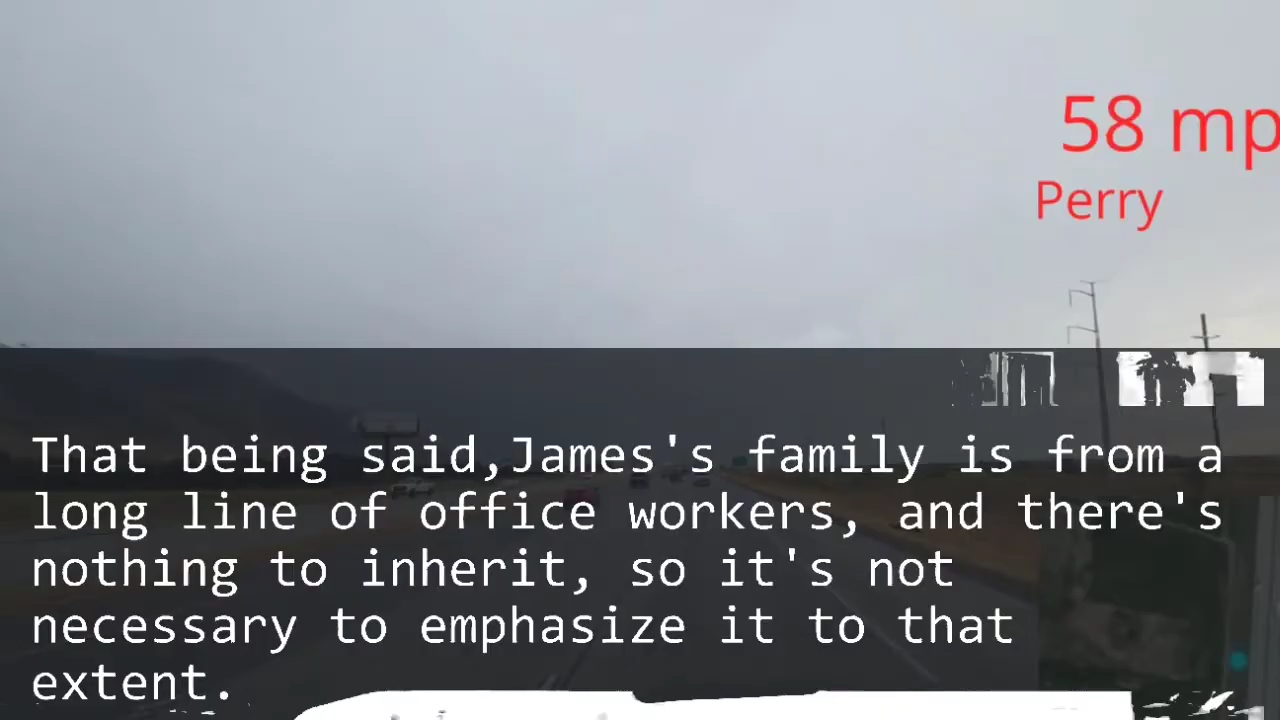 58 mp
Perry
That being said,James's family is from a
long line of office workers, and there's
nothing to inherit, so it's not
necessary to emphasize it to that
extent.